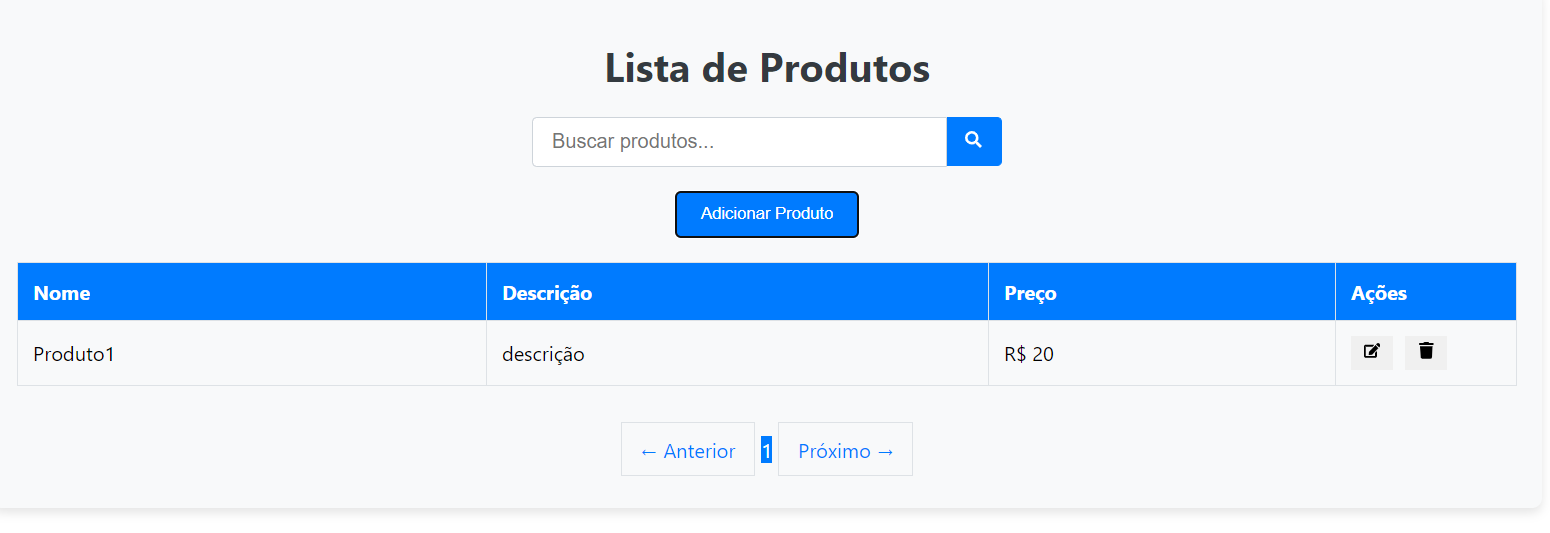 Lista de Produtos
Buscar produtos...
Adicionar Produto
Nome Descrição Preço Ações
Produto1 descrição R$ 20
← Anterior 1 Próximo →